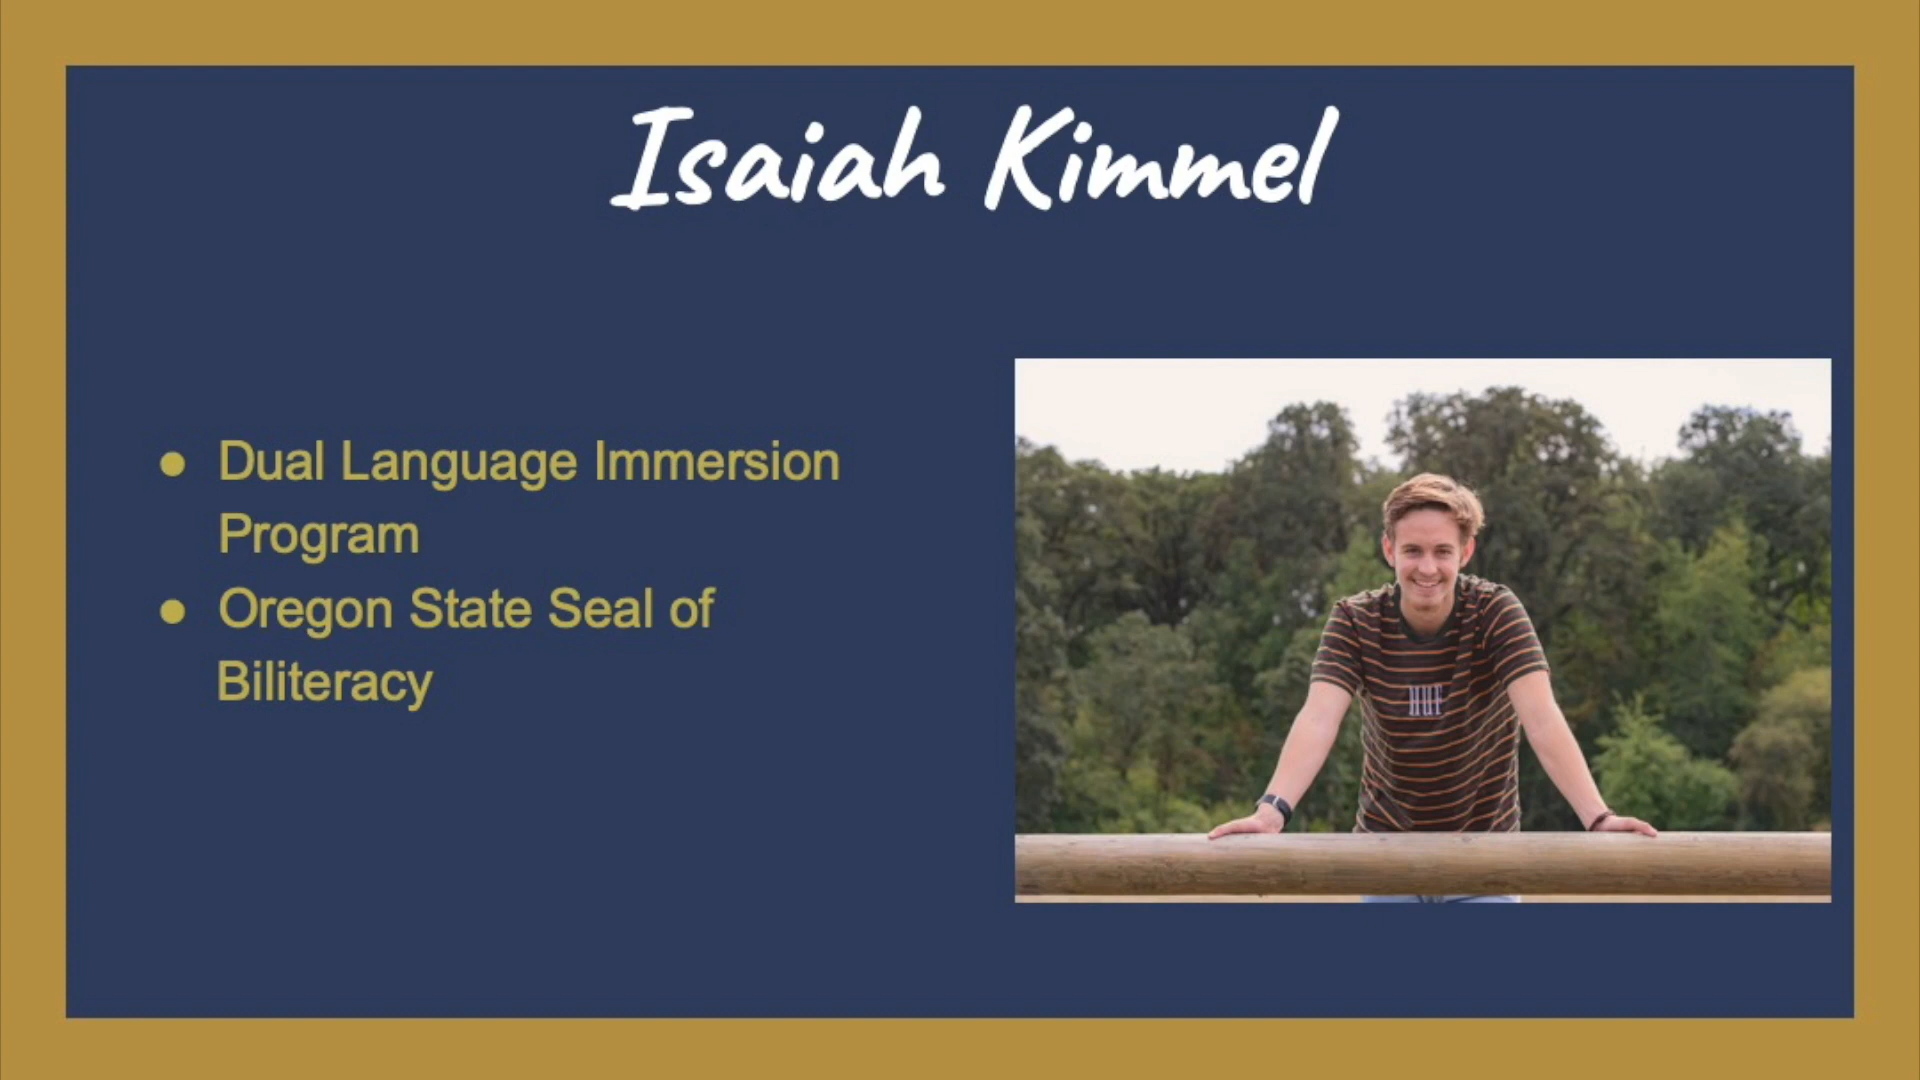 Isaiah Kimmel
● Dual Language Immersion
Program
● Oregon State Seal of
Biliteracy
HUF